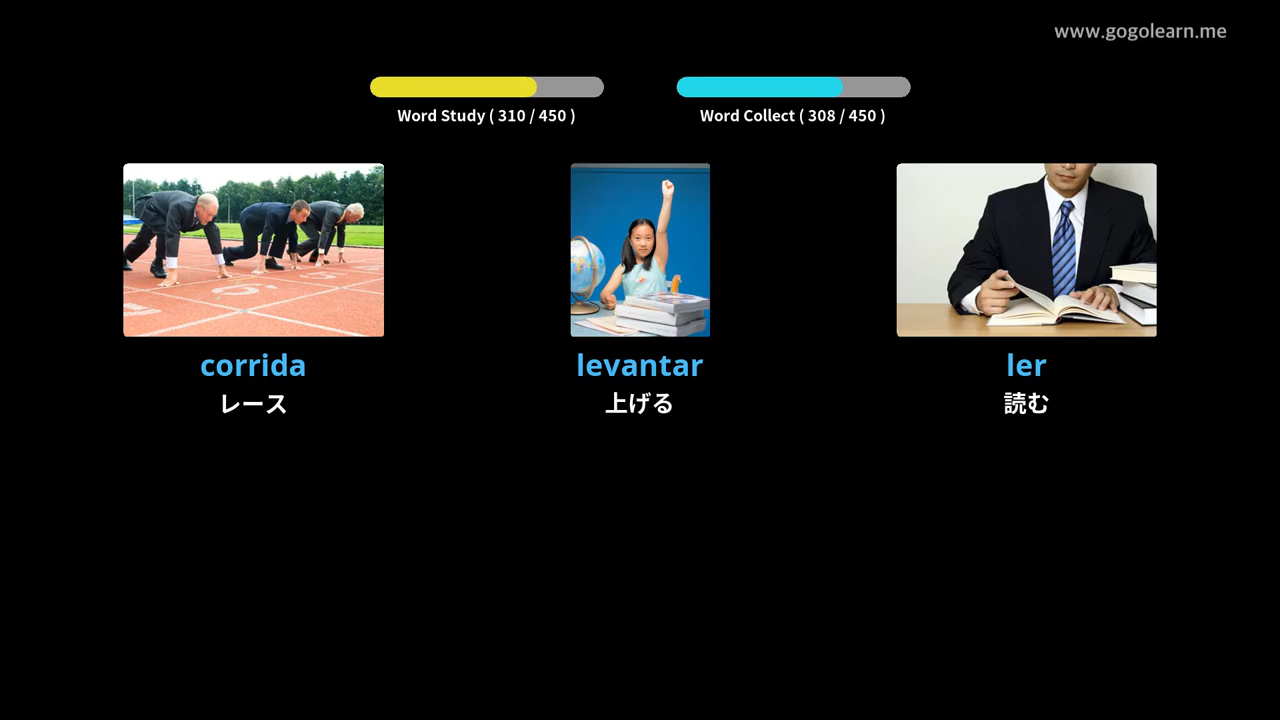 www.gogolearn.me
Word Study ( 310 / 450 )
Word Collect ( 308 / 450 )
corrida
levantar
ler
レース
上げる
読む